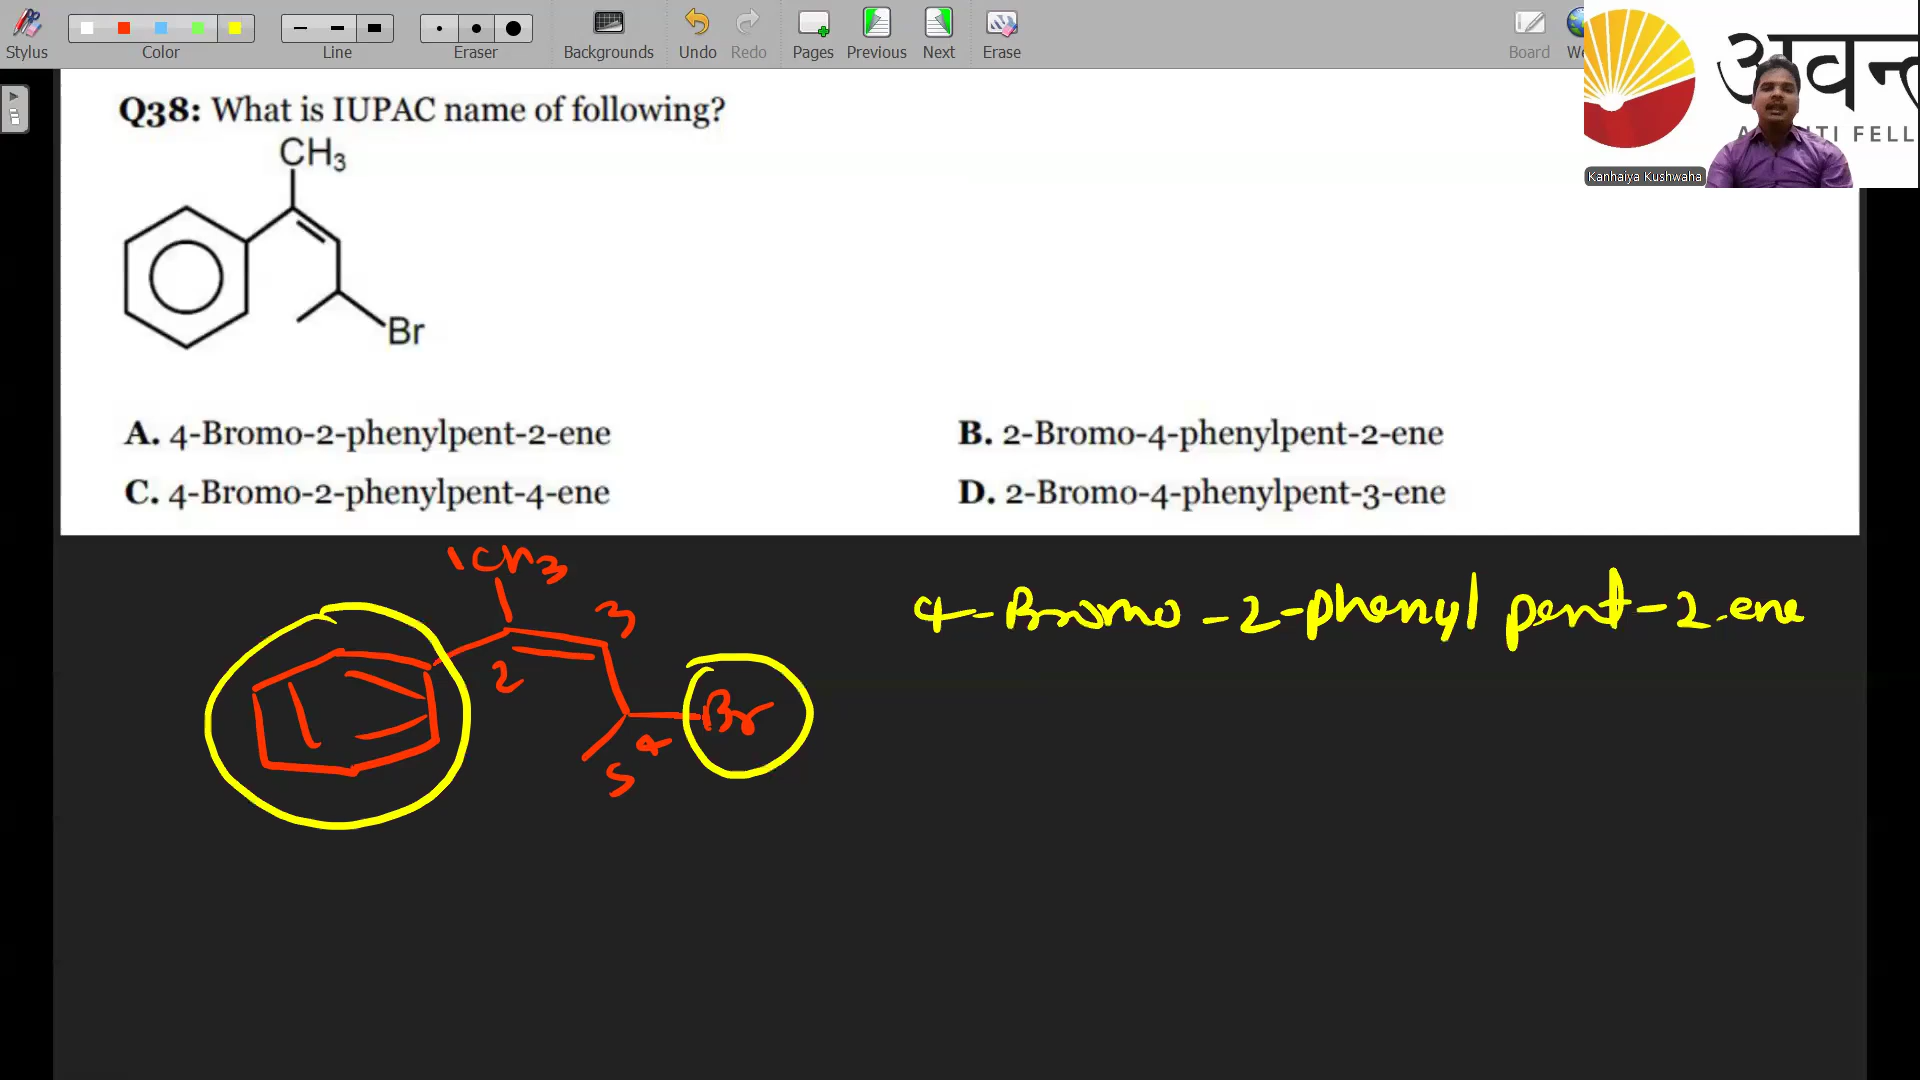 Stylus
Color
Line
Eraser
Backgrounds
Undo
Redo
Pages
Previous
Next
Erase
Board
Q38: What is IUPAC name of following?
CH3
Br
A. 4-Bromo-2-phenylpent-2-ene
B. 2-Bromo-4-phenylpent-2-ene
C. 4-Bromo-2-phenylpent-4-ene
D. 2-Bromo-4-phenylpent-3-ene
अवन्त
TI FELL
Kanhaiya Kushwaha
1CH3
3
2
Br
4
5
4-Bromo-2-phenyl pent-2-ene